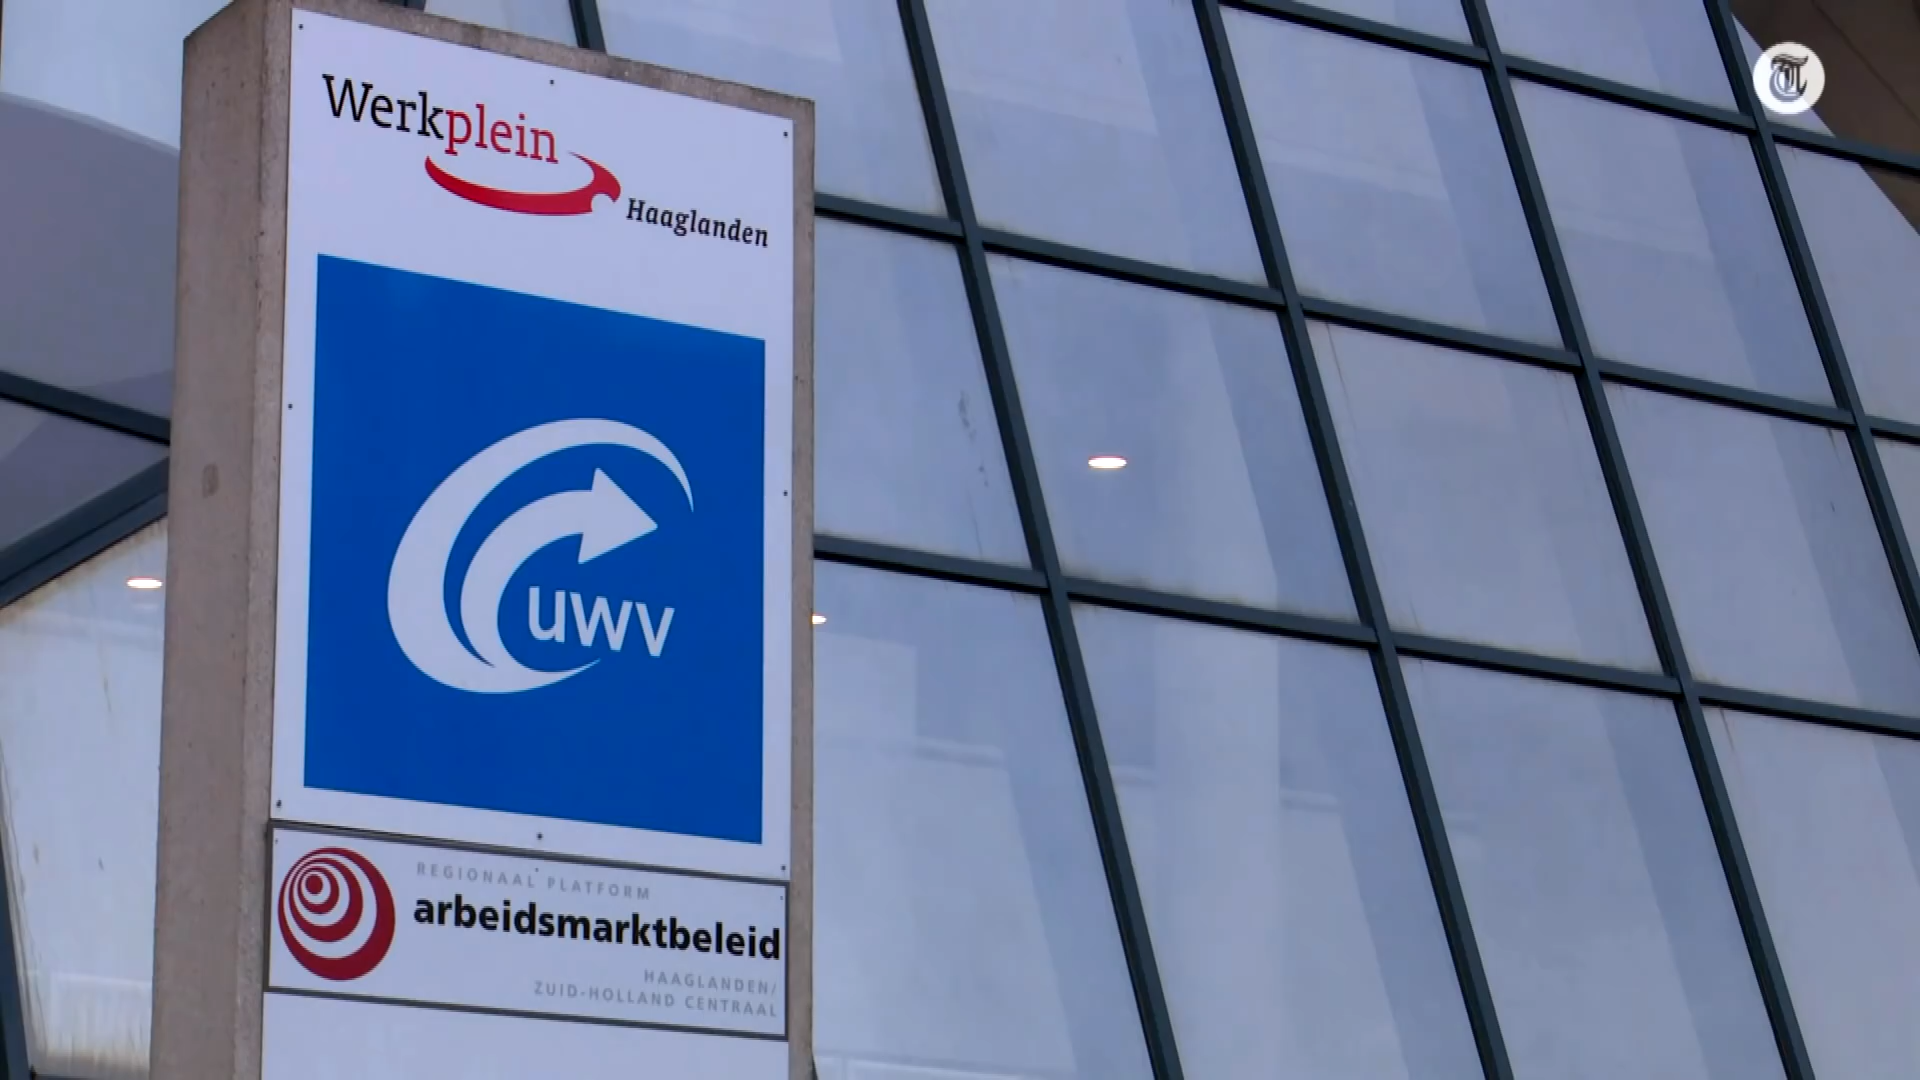 Werkplein
Haaglanden
uwv
REGIONAAL PLATFORM
arbeidsmarktbeleid
HAAGLANDEN/
ZUID-HOLLAND CENTRAAL
T